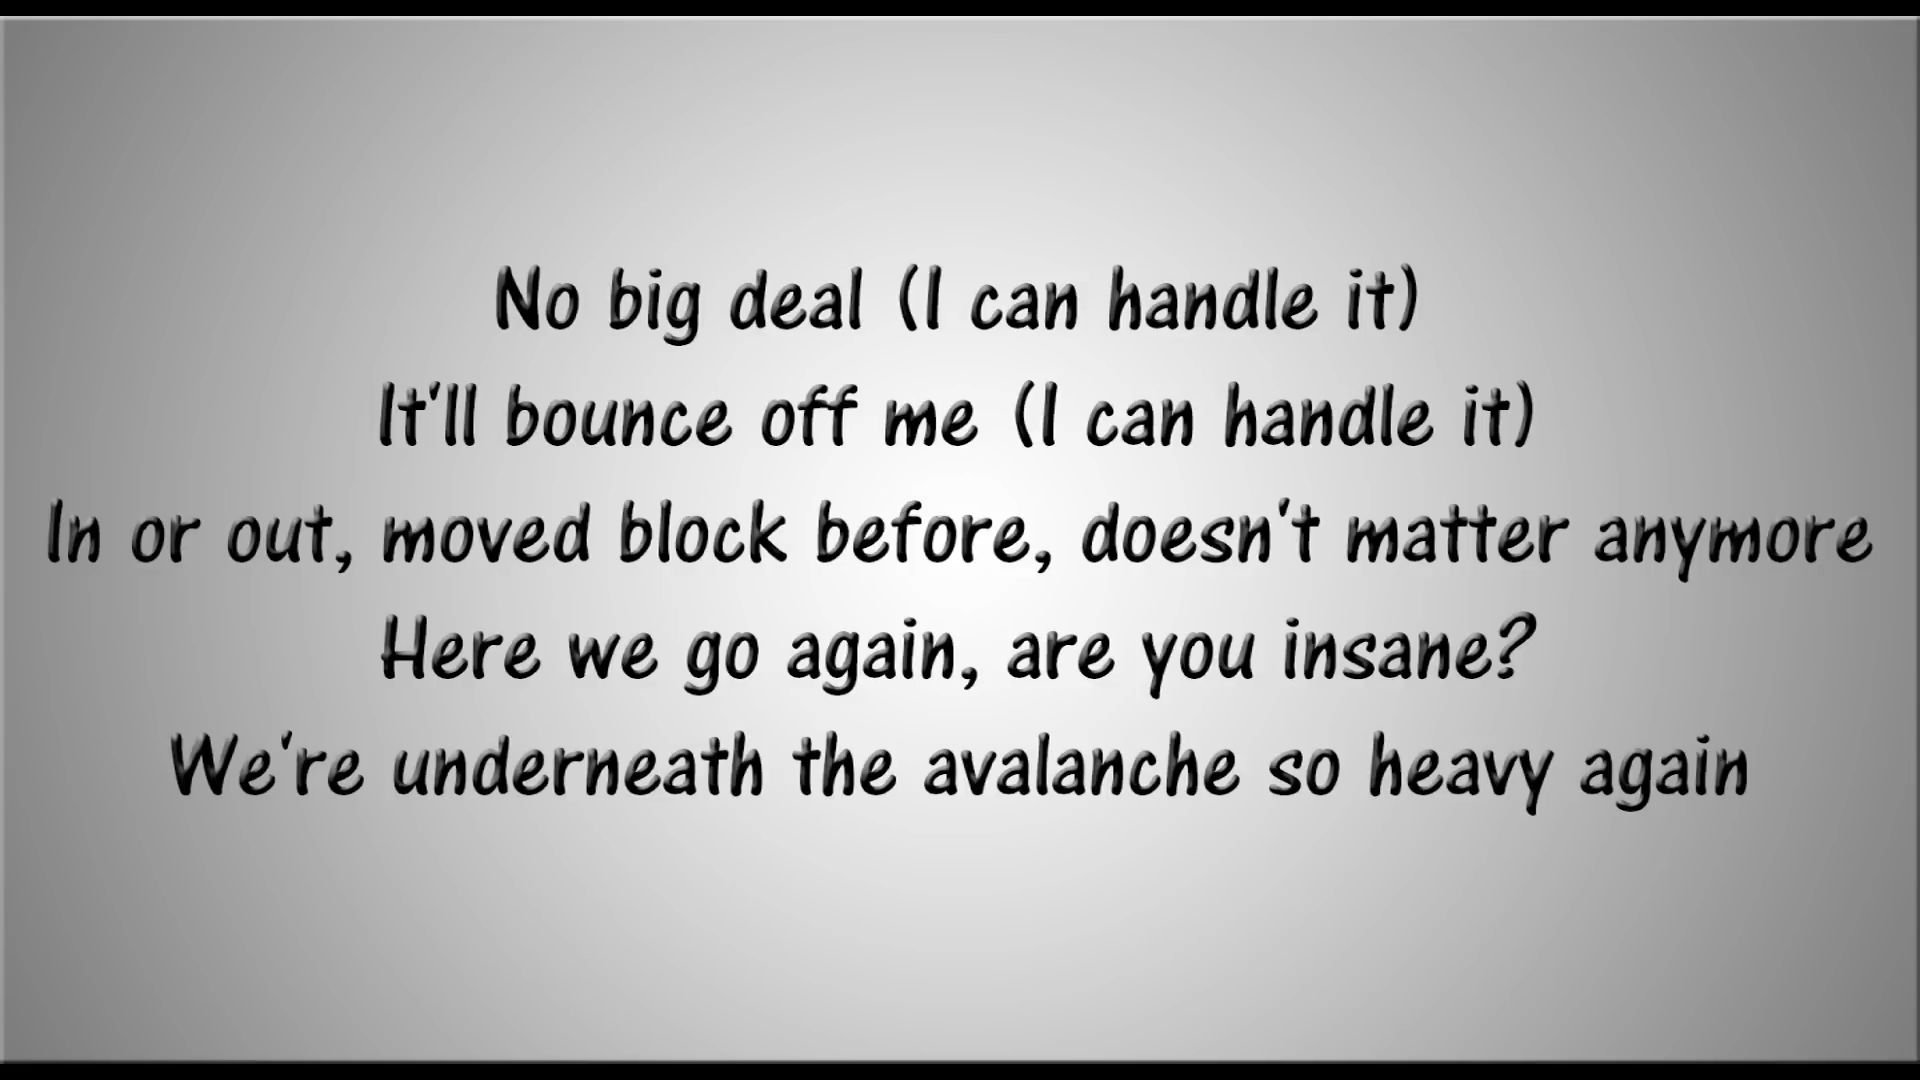 No big deal (I can handle it)
It'll bounce off me (I can handle it)
In or out, moved block before, doesn't matter anymore
Here we go again, are you insane?
We're underneath the avalanche so heavy again